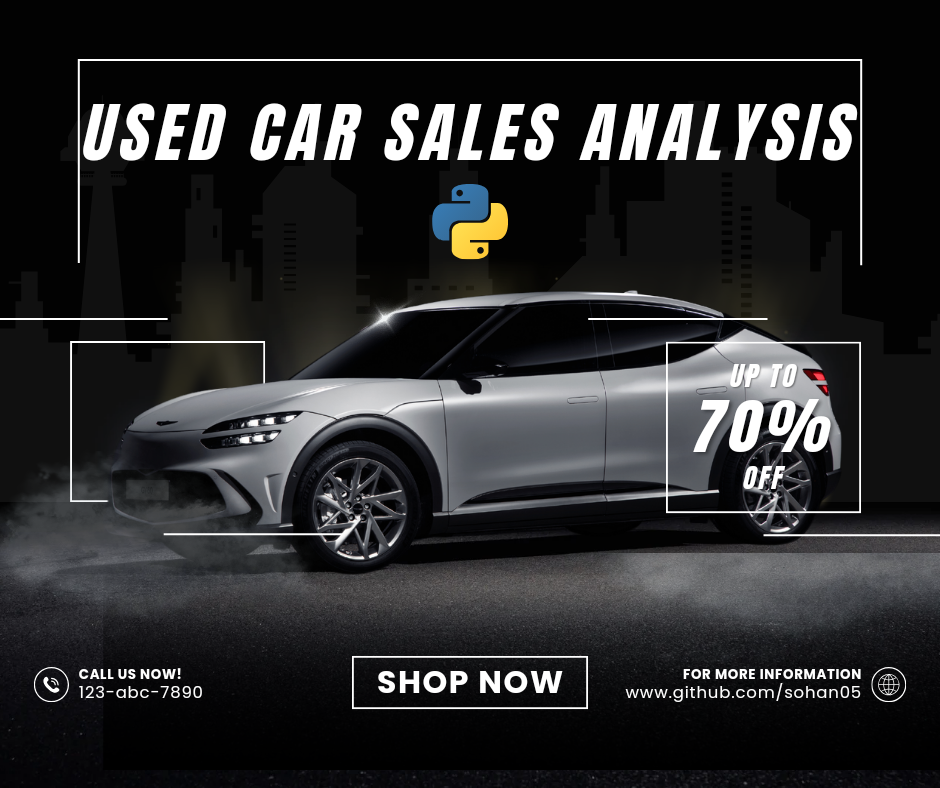 USED CAR SALES ANALYSIS
UP TO
70%
OFF
CALL US NOW!
123-abc-7890
SHOP NOW
FOR MORE INFORMATION
www.github.com/sohan05